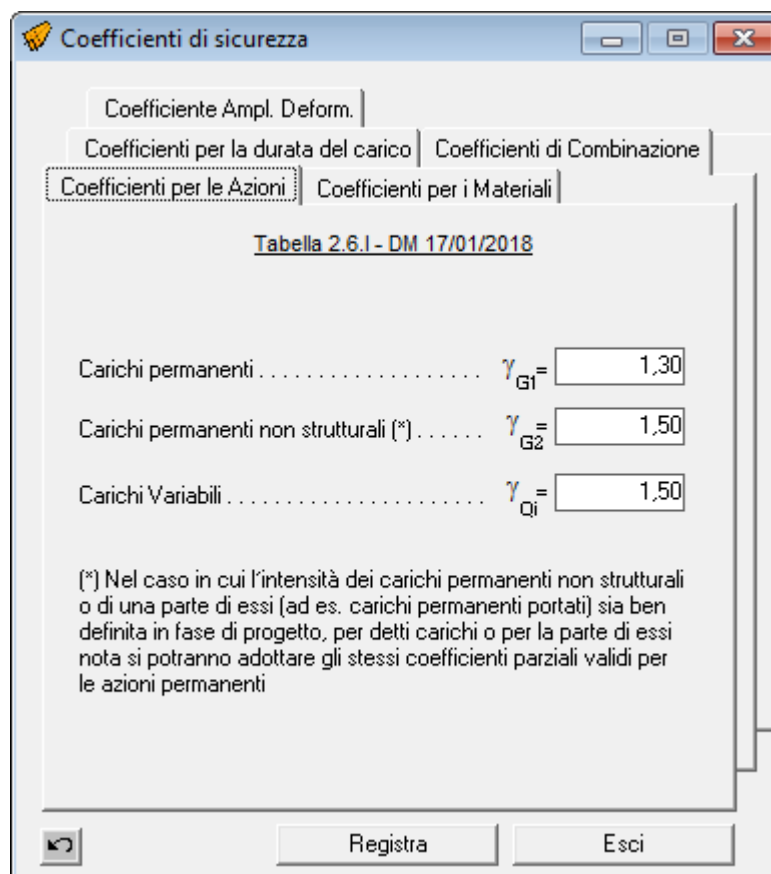 Coefficienti di sicurezza
Coefficiente Ampl. Deform.
Coefficienti per la durata del carico Coefficienti di Combinazione
Coefficienti per le Azioni Coefficienti per i Materiali
Tabella 2.6.I - DM 17/01/2018
Carichi permanenti . . . . . . . . . . . . . . . . . . . γG1= 1,30
Carichi permanenti non strutturali (*) . . . . . . γG2= 1,50
Carichi Variabili . . . . . . . . . . . . . . . . . . . . . . γQi= 1,50
(*) Nel caso in cui l'intensità dei carichi permanenti non strutturali
o di una parte di essi (ad es. carichi permanenti portati) sia ben
definita in fase di progetto, per detti carichi o per la parte di essi
nota si potranno adottare gli stessi coefficienti parziali validi per
le azioni permanenti
Registra Esci